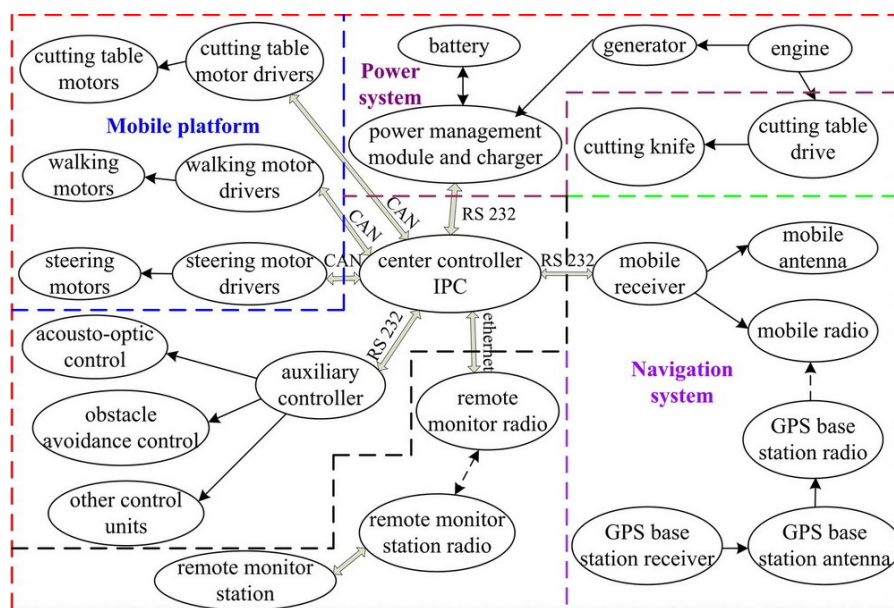 cutting table
motors
cutting table
motor drivers
Mobile platform
walking
motors
walking motor
drivers
steering
motors
steering motor
drivers
CAN
CAN
CAN
battery
Power
system
power management
module and charger
generator
engine
cutting knife
cutting table
drive
RS 232
center controller
IPC
RS 232
mobile
receiver
mobile
antenna
mobile radio
Navigation
system
GPS base
station radio
GPS base
station receiver
GPS base
station antenna
RS 232
ethernet
acousto-optic
control
auxiliary
controller
obstacle
avoidance control
other control
units
remote
monitor radio
remote monitor
station radio
remote monitor
station